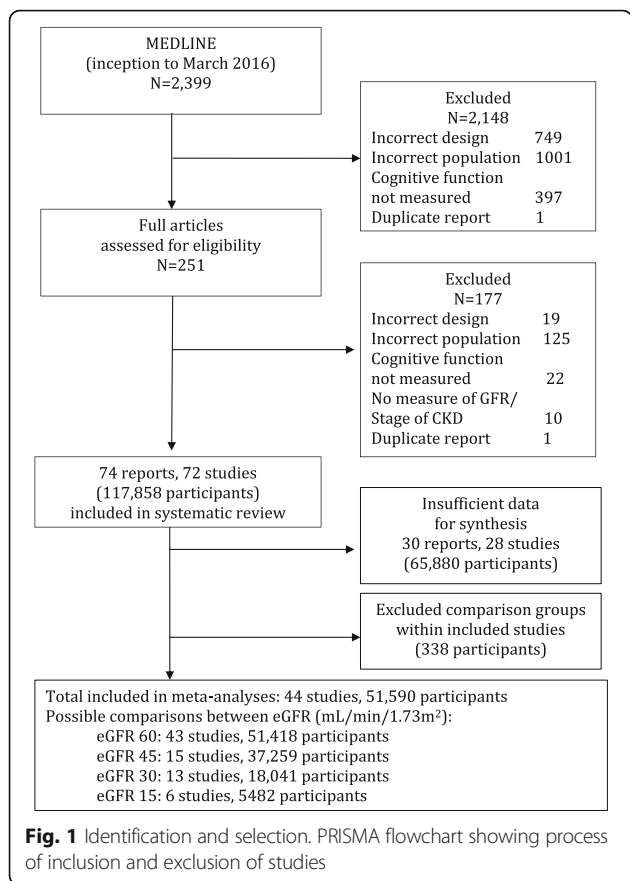 MEDLINE
(inception to March 2016)
N=2,399
Excluded
N=2,148
Incorrect design 749
Incorrect population 1001
Cognitive function
not measured 397
Duplicate report 1
Full articles
assessed for eligibility
N=251
Excluded
N=177
Incorrect design 19
Incorrect population 125
Cognitive function
not measured 22
No measure of GFR/
Stage of CKD 10
Duplicate report 1
74 reports, 72 studies
(117,858 participants)
included in systematic review
Insufficient data
for synthesis
30 reports, 28 studies
(65,880 participants)
Excluded comparison groups
within included studies
(338 participants)
Total included in meta-analyses: 44 studies, 51,590 participants
Possible comparisons between eGFR (mL/min/1.73m²):
eGFR 60: 43 studies, 51,418 participants
eGFR 45: 15 studies, 37,259 participants
eGFR 30: 13 studies, 18,041 participants
eGFR 15: 6 studies, 5482 participants
Fig. 1 Identification and selection. PRISMA flowchart showing process
of inclusion and exclusion of studies